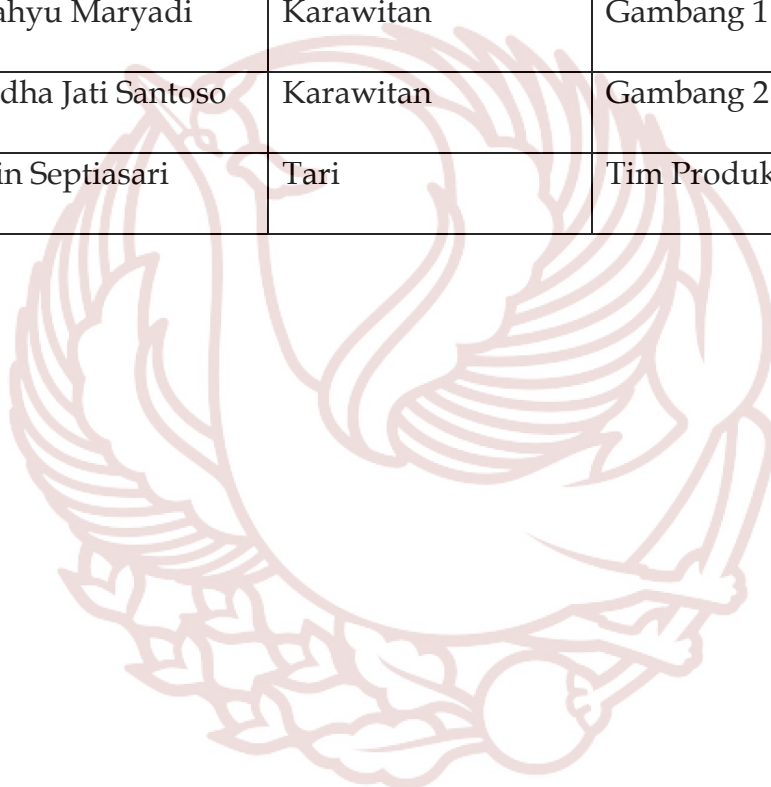 ahyu Maryadi Karawitan Gambang 1
dha Jati Santoso Karawitan Gambang 2
in Septiasari Tari Tim Produk